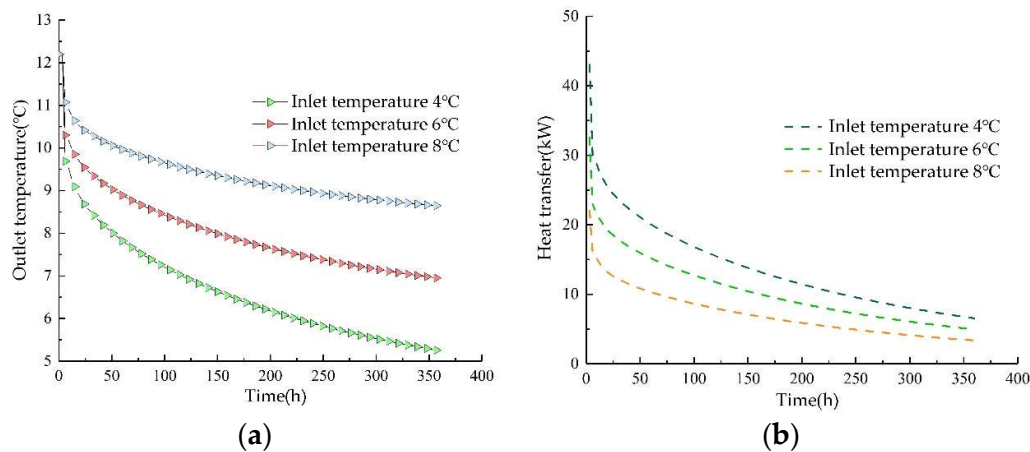 13
12
11
10
9
8
7
6
5
Outlet temperature(℃)
Inlet temperature 4℃
Inlet temperature 6℃
Inlet temperature 8℃
0 50 100 150 200 250 300 350 400
Time(h)
(a)
50
40
30
20
10
0
Heat transfer(kW)
Inlet temperature 4℃
Inlet temperature 6℃
Inlet temperature 8℃
0 50 100 150 200 250 300 350 400
Time(h)
(b)